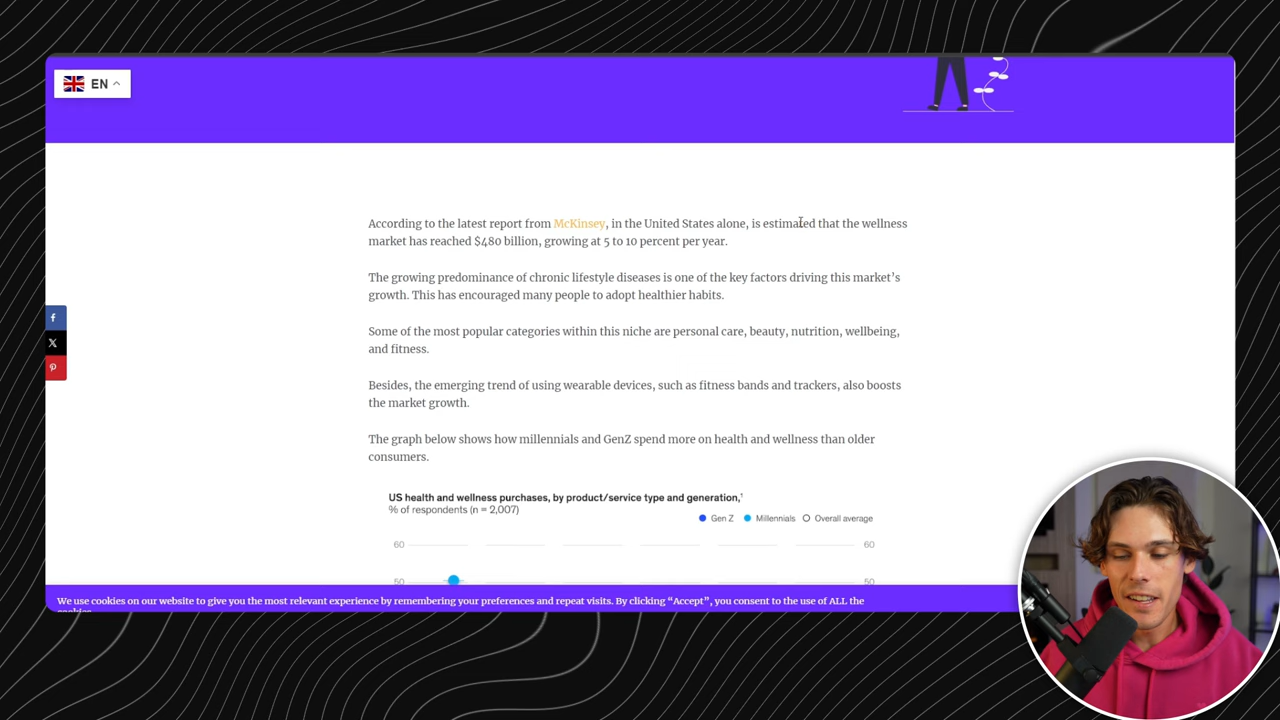 EN
According to the latest report from McKinsey, in the United States alone, is estimated that the wellness
market has reached $480 billion, growing at 5 to 10 percent per year.
The growing predominance of chronic lifestyle diseases is one of the key factors driving this market’s
growth. This has encouraged many people to adopt healthier habits.
Some of the most popular categories within this niche are personal care, beauty, nutrition, wellbeing,
and fitness.
Besides, the emerging trend of using wearable devices, such as fitness bands and trackers, also boosts
the market growth.
The graph below shows how millennials and GenZ spend more on health and wellness than older
consumers.
US health and wellness purchases, by product/service type and generation,¹
% of respondents (n = 2,007)
Gen Z Millennials Overall average
60 60
50 50
We use cookies on our website to give you the most relevant experience by remembering your preferences and repeat visits. By clicking “Accept”, you consent to the use of ALL the
cookies